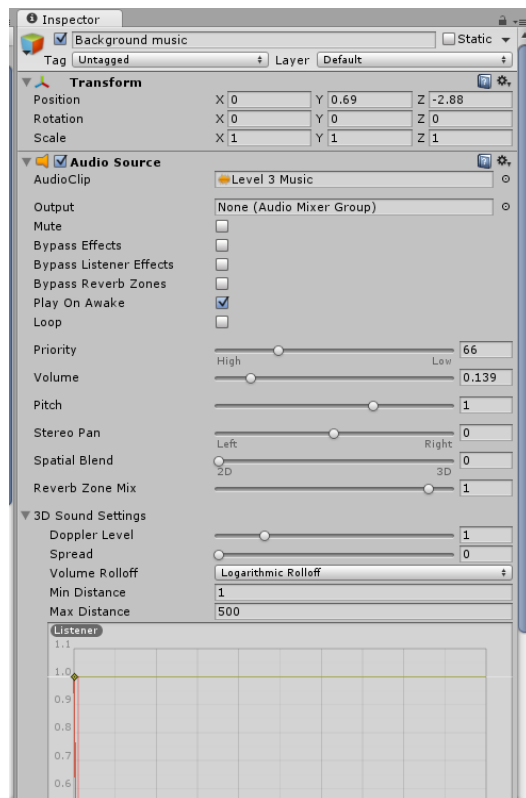 Inspector
Background music Static
Tag Untagged Layer Default
Transform
Position X 0 Y 0.69 Z -2.88
Rotation X 0 Y 0 Z 0
Scale X 1 Y 1 Z 1
Audio Source
AudioClip Level 3 Music
Output None (Audio Mixer Group)
Mute
Bypass Effects
Bypass Listener Effects
Bypass Reverb Zones
Play On Awake
Loop
Priority 66
High Low
Volume 0.139
Pitch 1
Stereo Pan 0
Left Right
Spatial Blend 0
2D 3D
Reverb Zone Mix 1
3D Sound Settings
Doppler Level 1
Spread 0
Volume Rolloff Logarithmic Rolloff
Min Distance 1
Max Distance 500
Listener
1.1
1.0
0.9
0.8
0.7
0.6